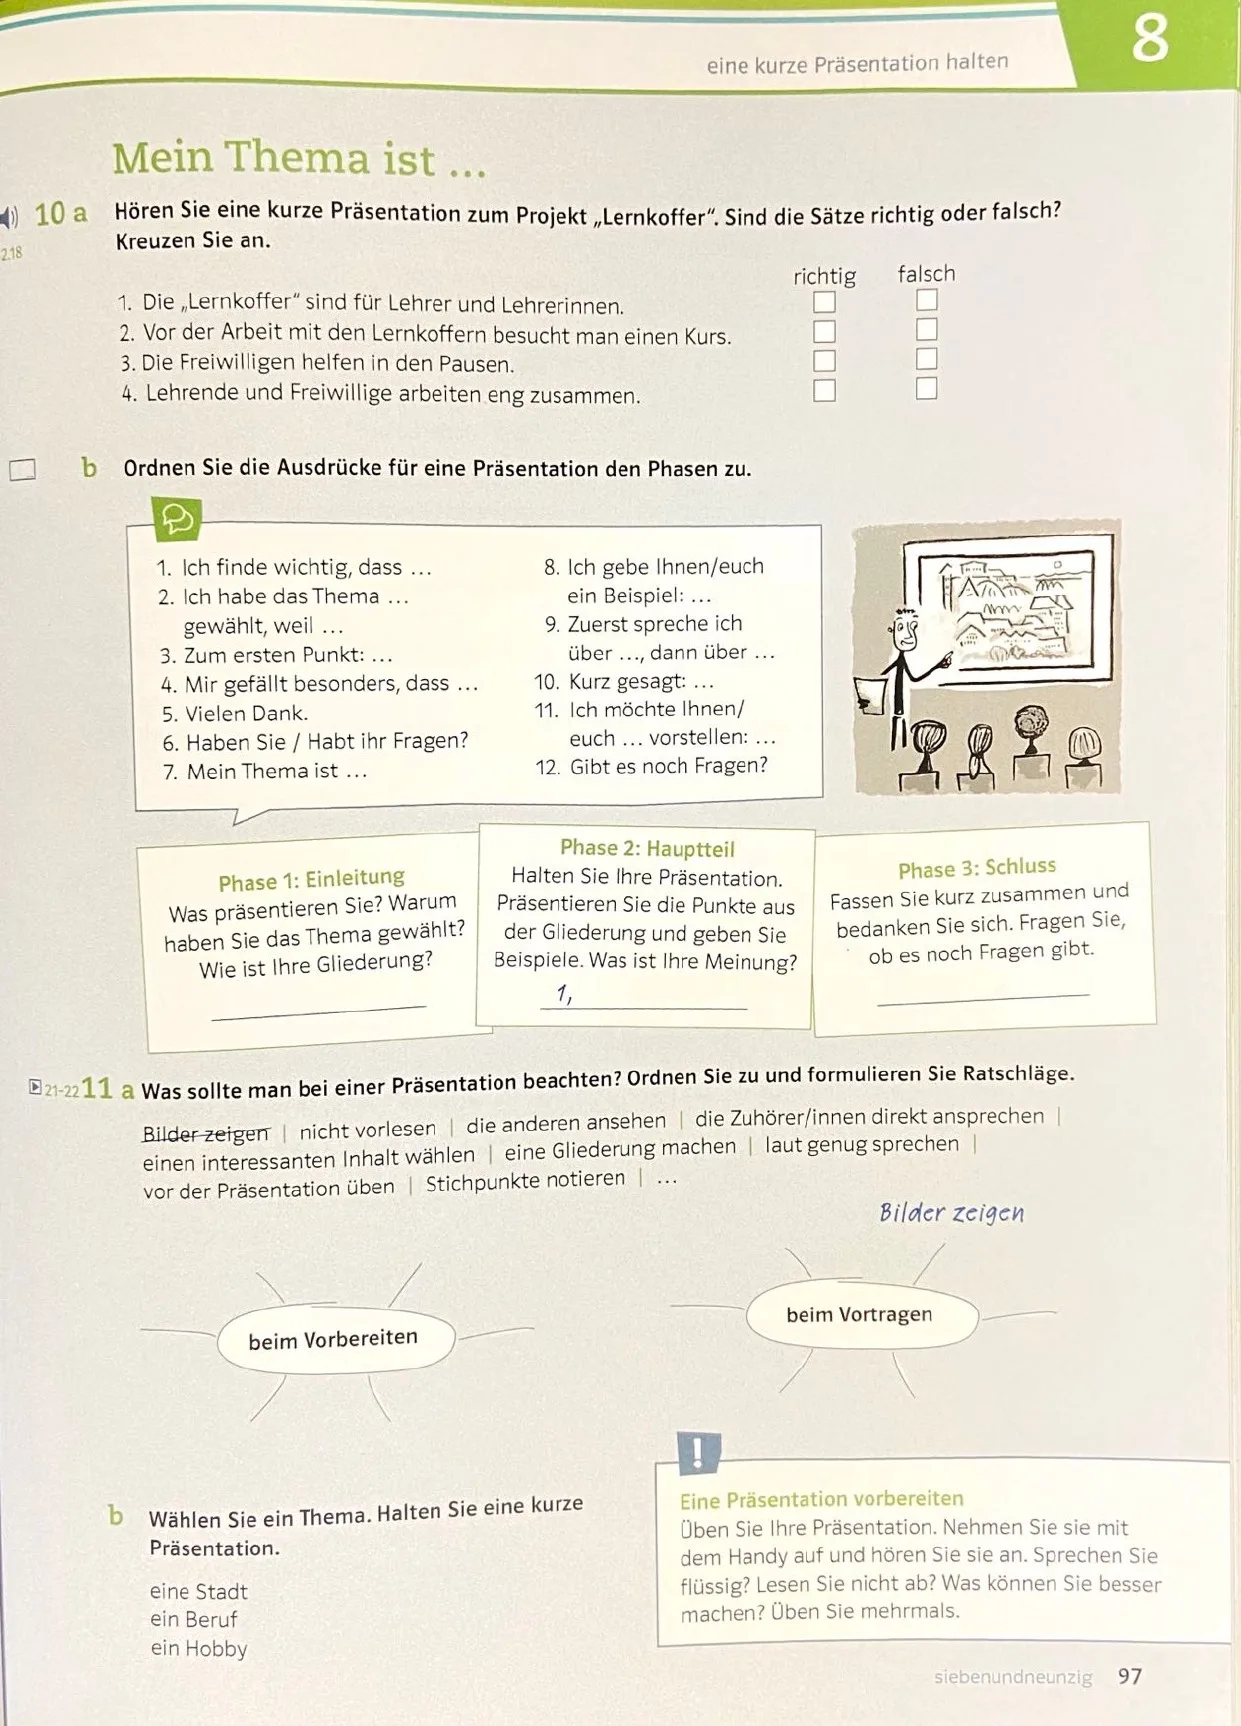 eine kurze Präsentation halten
8
Mein Thema ist ...
10 a Hören Sie eine kurze Präsentation zum Projekt „Lernkoffer“. Sind die Sätze richtig oder falsch?
2.18
Kreuzen Sie an.
richtig falsch
1. Die „Lernkoffer“ sind für Lehrer und Lehrerinnen.
2. Vor der Arbeit mit den Lernkoffern besucht man einen Kurs.
3. Die Freiwilligen helfen in den Pausen.
4. Lehrende und Freiwillige arbeiten eng zusammen.
b Ordnen Sie die Ausdrücke für eine Präsentation den Phasen zu.
1. Ich finde wichtig, dass ...
2. Ich habe das Thema ...
gewählt, weil ...
3. Zum ersten Punkt: ...
4. Mir gefällt besonders, dass ...
5. Vielen Dank.
6. Haben Sie / Habt ihr Fragen?
7. Mein Thema ist ...
8. Ich gebe Ihnen/euch
ein Beispiel: ...
9. Zuerst spreche ich
über ..., dann über ...
10. Kurz gesagt: ...
11. Ich möchte Ihnen/
euch ... vorstellen: ...
12. Gibt es noch Fragen?
Phase 1: Einleitung
Was präsentieren Sie? Warum
haben Sie das Thema gewählt?
Wie ist Ihre Gliederung?
Phase 2: Hauptteil
Halten Sie Ihre Präsentation.
Präsentieren Sie die Punkte aus
der Gliederung und geben Sie
Beispiele. Was ist Ihre Meinung?
1,
Phase 3: Schluss
Fassen Sie kurz zusammen und
bedanken Sie sich. Fragen Sie,
ob es noch Fragen gibt.
21-22 11 a Was sollte man bei einer Präsentation beachten? Ordnen Sie zu und formulieren Sie Ratschläge.
Bilder zeigen | nicht vorlesen | die anderen ansehen | die Zuhörer/innen direkt ansprechen |
einen interessanten Inhalt wählen | eine Gliederung machen | laut genug sprechen |
vor der Präsentation üben | Stichpunkte notieren | ...
Bilder zeigen
beim Vorbereiten
beim Vortragen
b Wählen Sie ein Thema. Halten Sie eine kurze
Präsentation.
eine Stadt
ein Beruf
ein Hobby
!
Eine Präsentation vorbereiten
Üben Sie Ihre Präsentation. Nehmen Sie sie mit
dem Handy auf und hören Sie sie an. Sprechen Sie
flüssig? Lesen Sie nicht ab? Was können Sie besser
machen? Üben Sie mehrmals.
siebenundneunzig 97